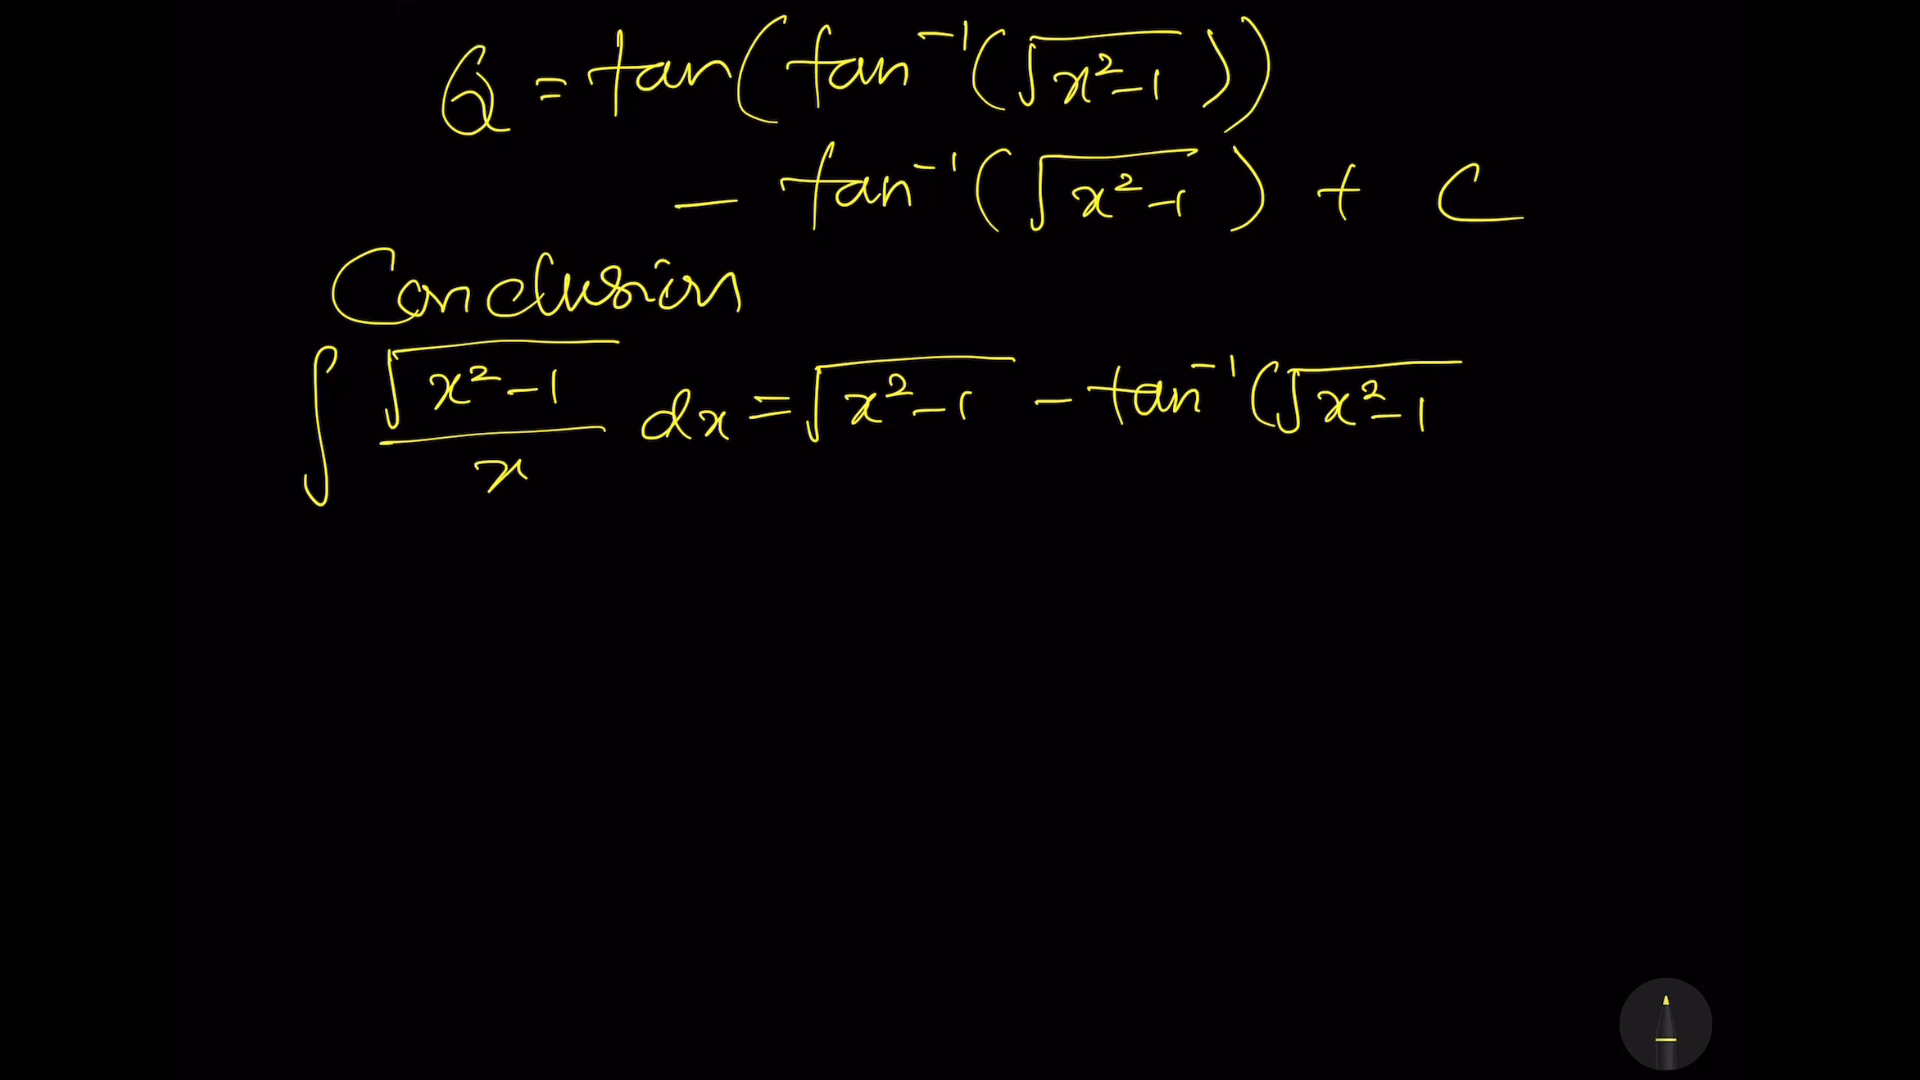 Q = tan(tan⁻¹(√(x²-1)))
- tan⁻¹(√(x²-1)) + C
Conclusion
∫ √(x²-1)/x dx = √(x²-1) - tan⁻¹(√(x²-1)